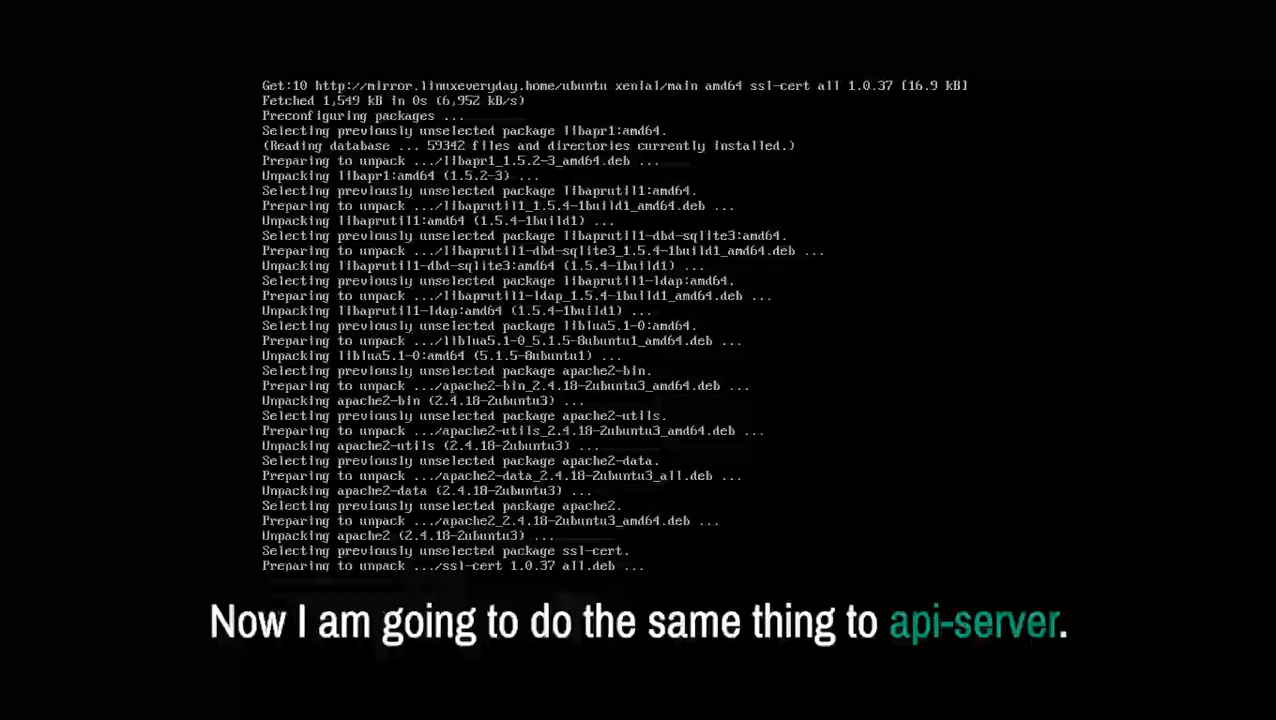 Get:10 http://mirror.linuxeveryday.home/ubuntu xenial/main amd64 ssl-cert all 1.0.37 [16.9 kB]
Fetched 1,549 kB in 0s (6,952 kB/s)
Preconfiguring packages ...
Selecting previously unselected package libapr1:amd64.
(Reading database ... 59342 files and directories currently installed.)
Preparing to unpack .../libapr1_1.5.2-3_amd64.deb ...
Unpacking libapr1:amd64 (1.5.2-3) ...
Selecting previously unselected package libaprutil1:amd64.
Preparing to unpack .../libaprutil1_1.5.4-1build1_amd64.deb ...
Unpacking libaprutil1:amd64 (1.5.4-1build1) ...
Selecting previously unselected package libaprutil1-dbd-sqlite3:amd64.
Preparing to unpack .../libaprutil1-dbd-sqlite3_1.5.4-1build1_amd64.deb ...
Unpacking libaprutil1-dbd-sqlite3:amd64 (1.5.4-1build1) ...
Selecting previously unselected package libaprutil1-ldap:amd64.
Preparing to unpack .../libaprutil1-ldap_1.5.4-1build1_amd64.deb ...
Unpacking libaprutil1-ldap:amd64 (1.5.4-1build1) ...
Selecting previously unselected package liblua5.1-0:amd64.
Preparing to unpack .../liblua5.1-0_5.1.5-8ubuntu1_amd64.deb ...
Unpacking liblua5.1-0:amd64 (5.1.5-8ubuntu1) ...
Selecting previously unselected package apache2-bin.
Preparing to unpack .../apache2-bin_2.4.18-2ubuntu3_amd64.deb ...
Unpacking apache2-bin (2.4.18-2ubuntu3) ...
Selecting previously unselected package apache2-utils.
Preparing to unpack .../apache2-utils_2.4.18-2ubuntu3_amd64.deb ...
Unpacking apache2-utils (2.4.18-2ubuntu3) ...
Selecting previously unselected package apache2-data.
Preparing to unpack .../apache2-data_2.4.18-2ubuntu3_all.deb ...
Unpacking apache2-data (2.4.18-2ubuntu3) ...
Selecting previously unselected package apache2.
Preparing to unpack .../apache2_2.4.18-2ubuntu3_amd64.deb ...
Unpacking apache2 (2.4.18-2ubuntu3) ...
Selecting previously unselected package ssl-cert.
Preparing to unpack .../ssl-cert 1.0.37 all.deb ...
Now I am going to do the same thing to api-server.